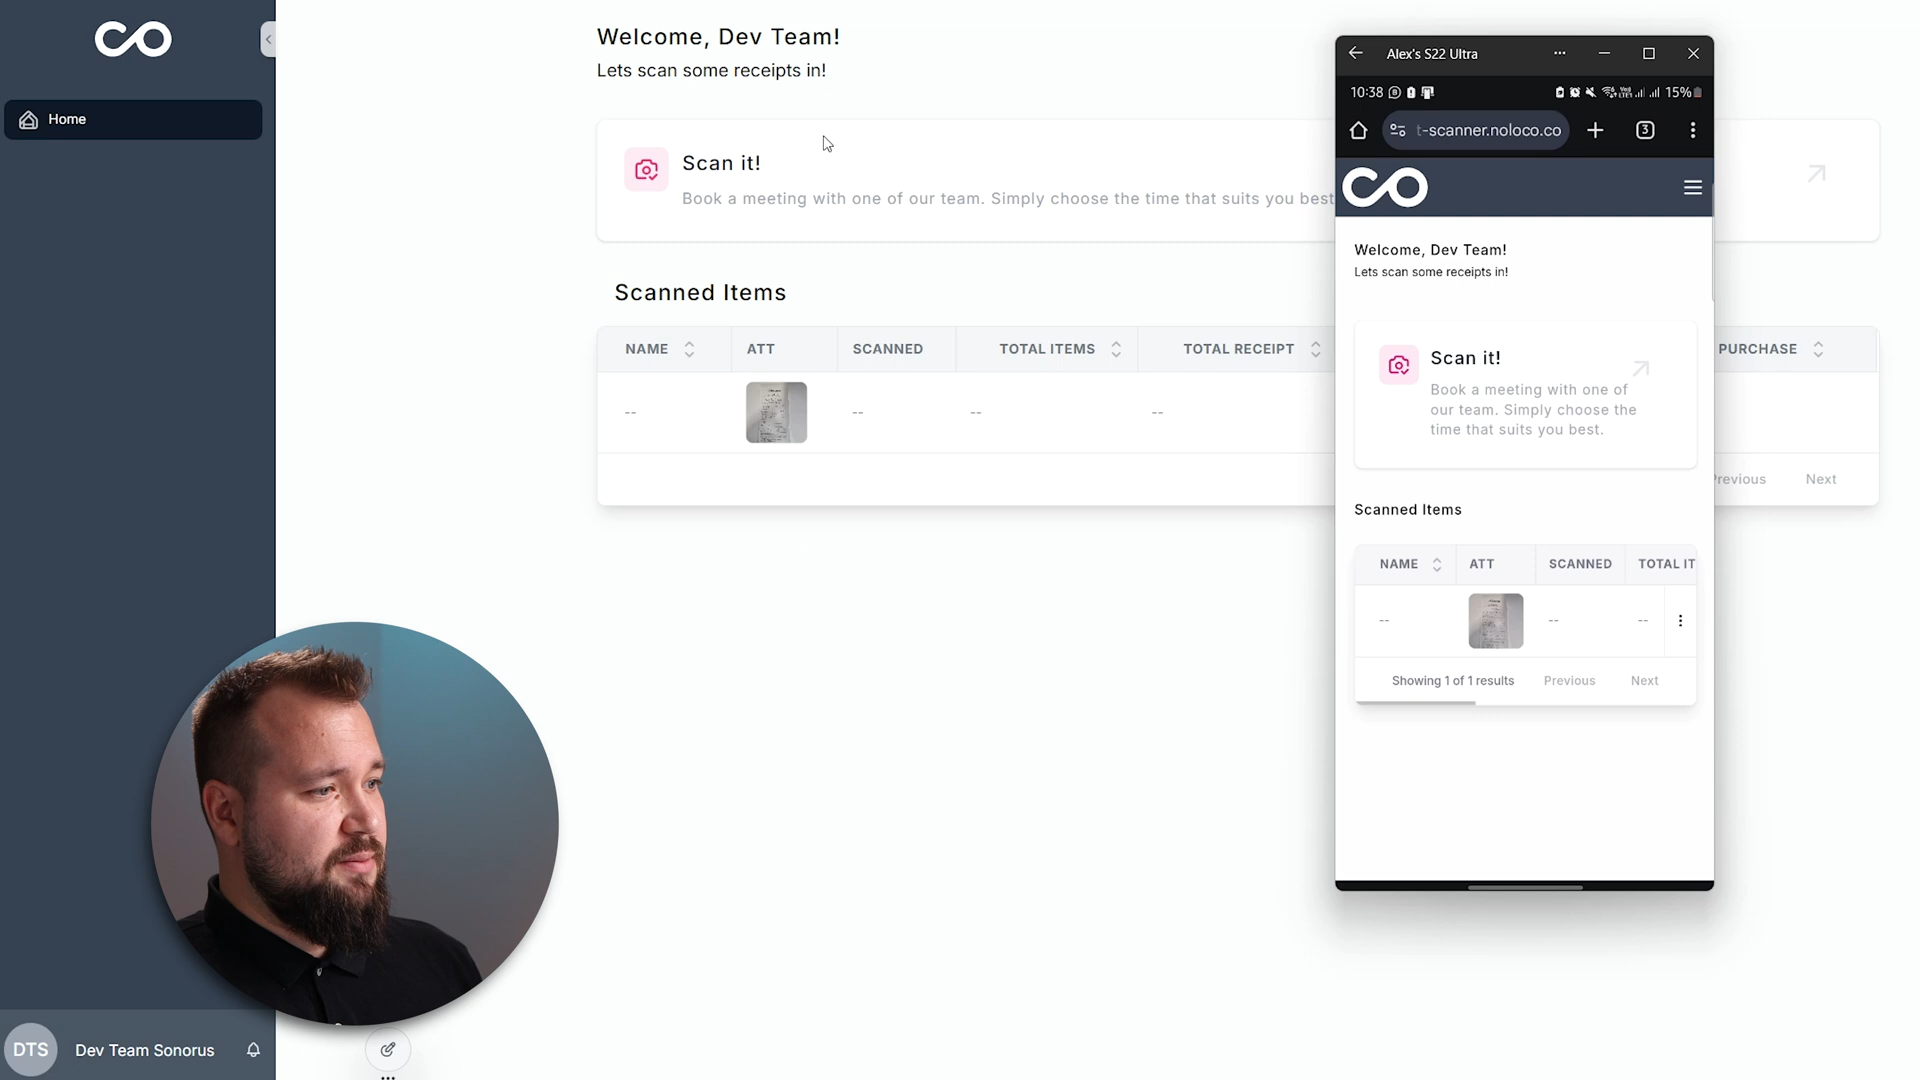 Home
Welcome, Dev Team!
Lets scan some receipts in!
Scan it!
Book a meeting with one of our team. Simply choose the time that suits you best
Scanned Items
NAME ATT SCANNED TOTAL ITEMS TOTAL RECEIPT PURCHASE
-- -- -- --
Previous Next
DTS Dev Team Sonorus
Alex's S22 Ultra
10:38 15%
t-scanner.noloco.co
3
Welcome, Dev Team!
Lets scan some receipts in!
Scan it!
Book a meeting with one of
our team. Simply choose the
time that suits you best.
Scanned Items
NAME ATT SCANNED TOTAL IT
-- -- --
Showing 1 of 1 results Previous Next